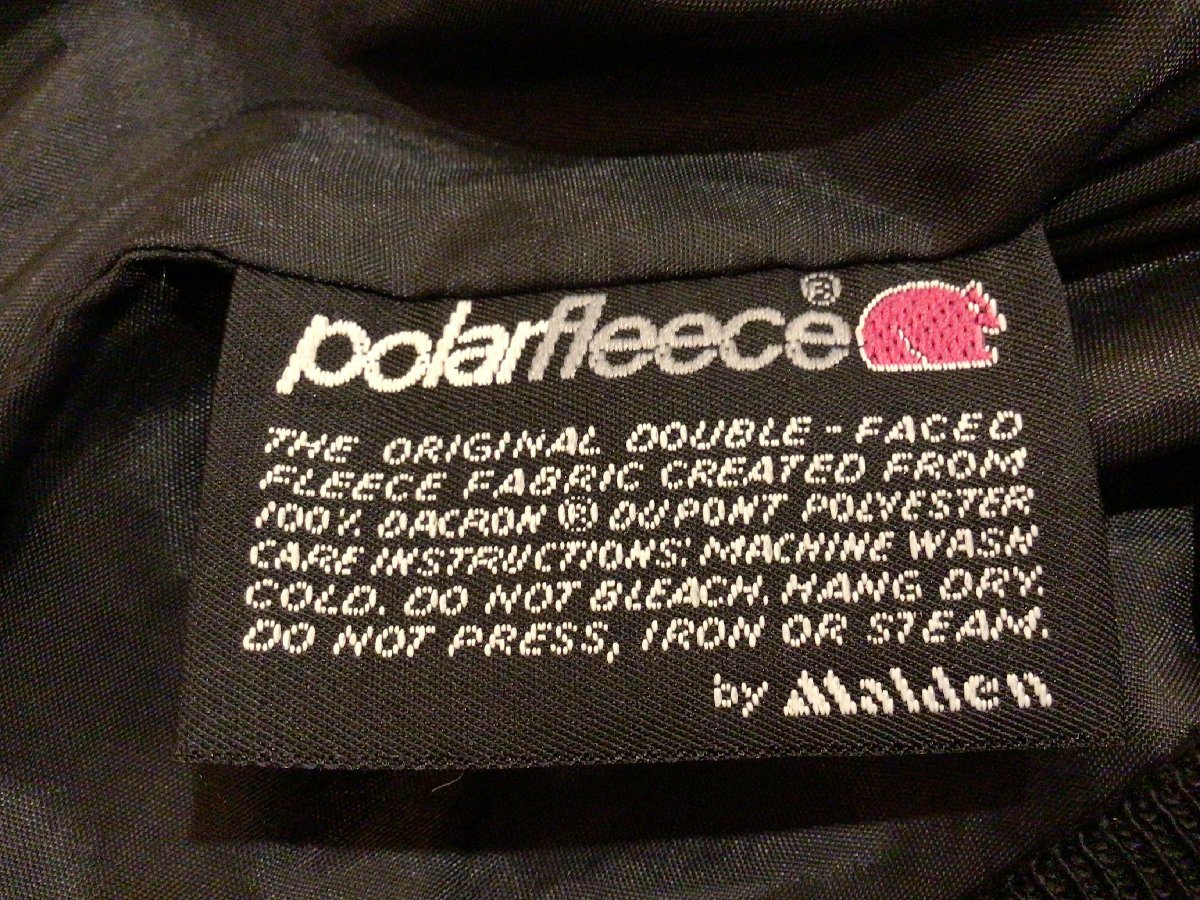 polarfleece®
THE ORIGINAL DOUBLE-FACED
FLEECE FABRIC CREATED FROM
100% DACRON® DUPONT POLYESTER
CARE INSTRUCTIONS: MACHINE WASH
COLD. DO NOT BLEACH. HANG DRY.
DO NOT PRESS, IRON OR STEAM.
by Malden